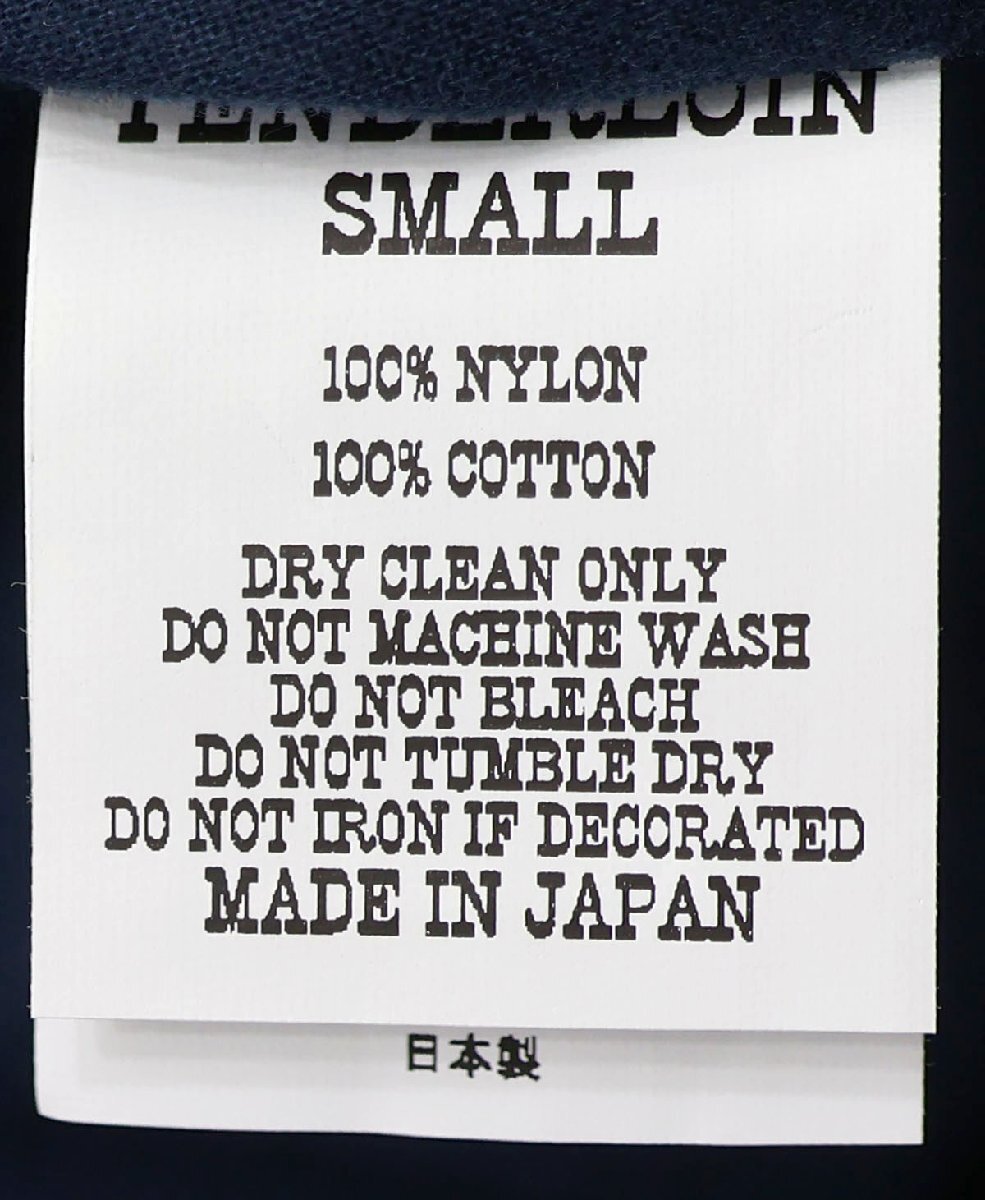 TENDERLOIN
SMALL
100% NYLON
100% COTTON
DRY CLEAN ONLY
DO NOT MACHINE WASH
DO NOT BLEACH
DO NOT TUMBLE DRY
DO NOT IRON IF DECORATED
MADE IN JAPAN
日本製